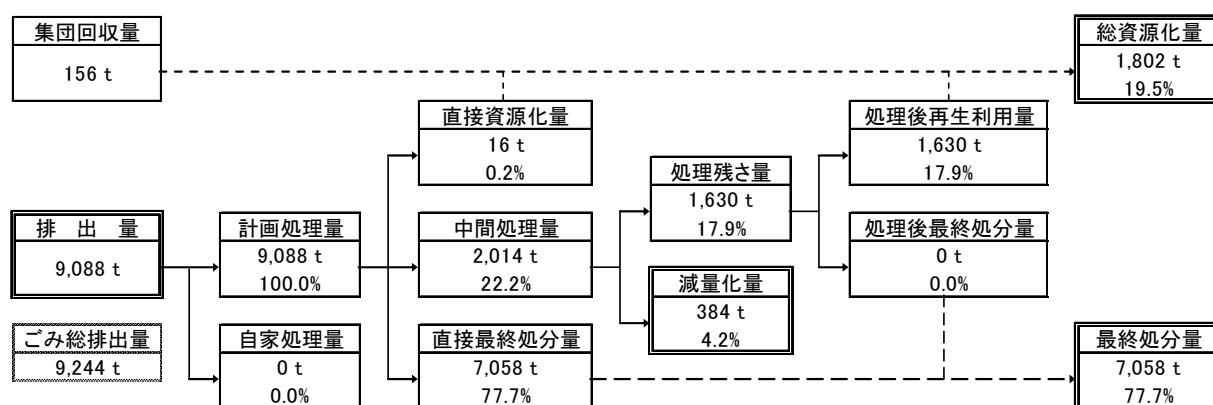 集団回収量
156 t
総資源化量
1,802 t
19.5%
直接資源化量
16 t
0.2%
処理後再生利用量
1,630 t
17.9%
処理残さ量
1,630 t
17.9%
排 出 量
9,088 t
計画処理量
9,088 t
100.0%
中間処理量
2,014 t
22.2%
処理後最終処分量
0 t
0.0%
減量化量
384 t
4.2%
ごみ総排出量
9,244 t
自家処理量
0 t
0.0%
直接最終処分量
7,058 t
77.7%
最終処分量
7,058 t
77.7%